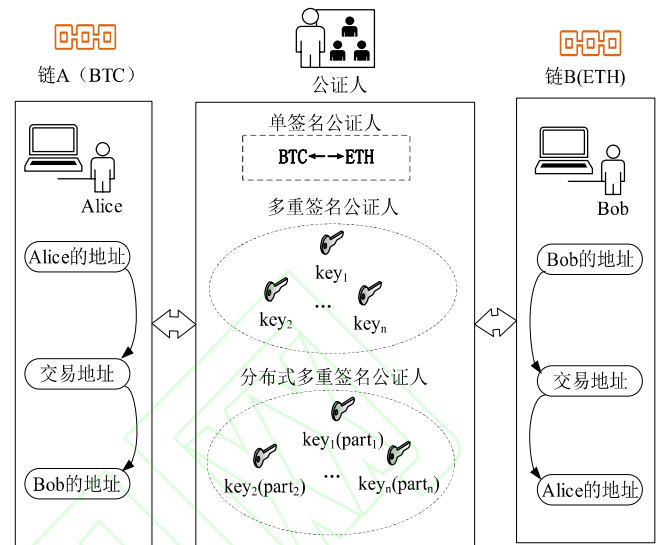 链A（BTC）
Alice
Alice的地址
交易地址
Bob的地址
公证人
单签名公证人
BTC←→ETH
多重签名公证人
key₁
key₂
...
keyₙ
分布式多重签名公证人
key₁(part₁)
key₂(part₂)
...
keyₙ(partₙ)
链B(ETH)
Bob
Bob的地址
交易地址
Alice的地址